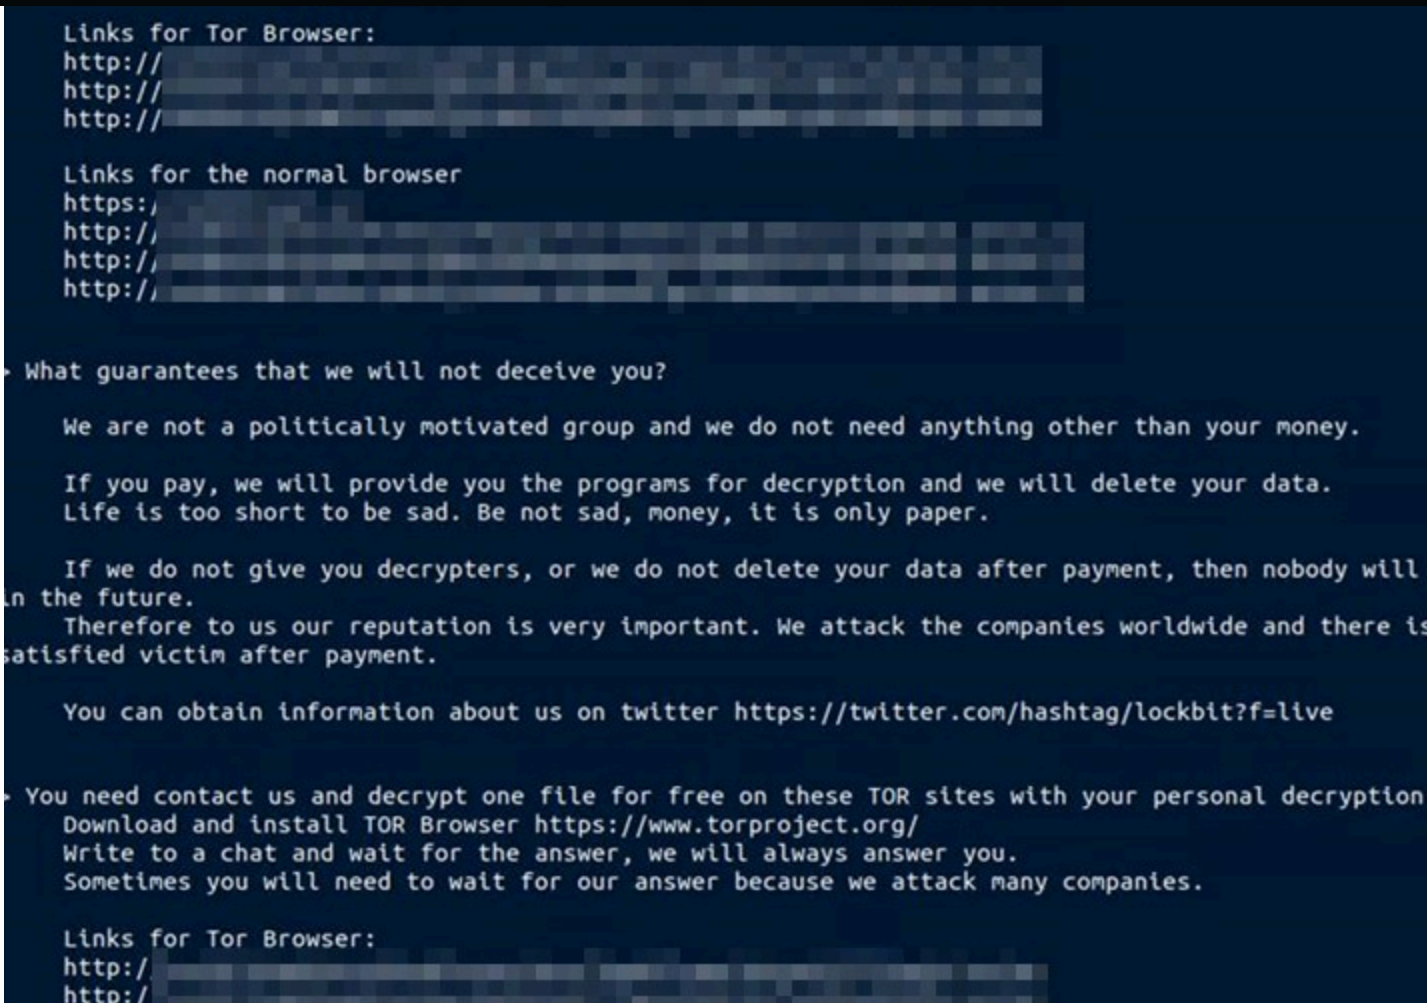 Links for Tor Browser:
http://
http://
http://
Links for the normal browser
https:/
http://
http://
http://
What guarantees that we will not deceive you?
We are not a politically motivated group and we do not need anything other than your money.
If you pay, we will provide you the programs for decryption and we will delete your data.
Life is too short to be sad. Be not sad, money, it is only paper.
If we do not give you decrypters, or we do not delete your data after payment, then nobody will
in the future.
Therefore to us our reputation is very important. We attack the companies worldwide and there is
satisfied victim after payment.
You can obtain information about us on twitter https://twitter.com/hashtag/lockbit?f=live
You need contact us and decrypt one file for free on these TOR sites with your personal decryption
Download and install TOR Browser https://www.torproject.org/
Write to a chat and wait for the answer, we will always answer you.
Sometimes you will need to wait for our answer because we attack many companies.
Links for Tor Browser:
http:/
http:/